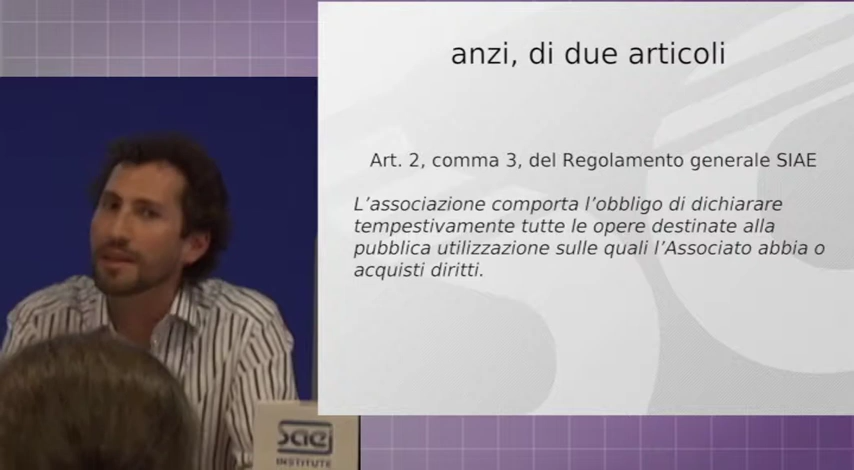 anzi, di due articoli
Art. 2, comma 3, del Regolamento generale SIAE
L'associazione comporta l'obbligo di dichiarare
tempestivamente tutte le opere destinate alla
pubblica utilizzazione sulle quali l'Associato abbia o
acquisti diritti.
sae
INSTITUTE